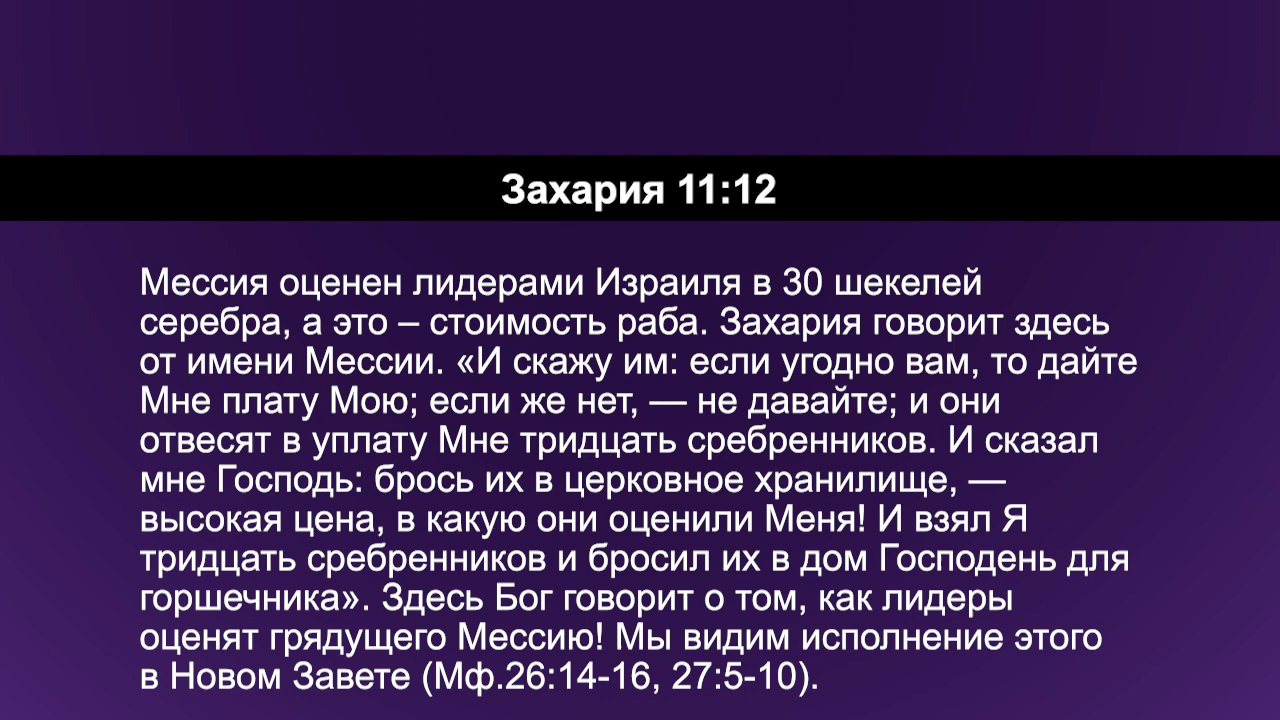 Захария 11:12
Мессия оценен лидерами Израиля в 30 шекелей
серебра, а это – стоимость раба. Захария говорит здесь
от имени Мессии. «И скажу им: если угодно вам, то дайте
Мне плату Мою; если же нет, — не давайте; и они
отвесят в уплату Мне тридцать сребренников. И сказал
мне Господь: брось их в церковное хранилище, —
высокая цена, в какую они оценили Меня! И взял Я
тридцать сребренников и бросил их в дом Господень для
горшечника». Здесь Бог говорит о том, как лидеры
оценят грядущего Мессию! Мы видим исполнение этого
в Новом Завете (Мф.26:14-16, 27:5-10).